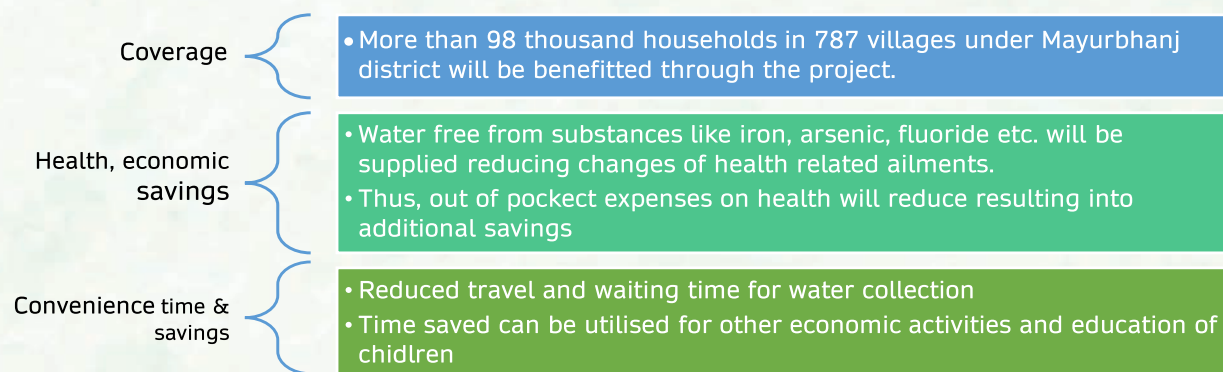 Coverage
• More than 98 thousand households in 787 villages under Mayurbhanj
district will be benefitted through the project.
Health, economic
savings
• Water free from substances like iron, arsenic, fluoride etc. will be
supplied reducing changes of health related ailments.
• Thus, out of pockect expenses on health will reduce resulting into
additional savings
Convenience time &
savings
• Reduced travel and waiting time for water collection
• Time saved can be utilised for other economic activities and education of
chidlren